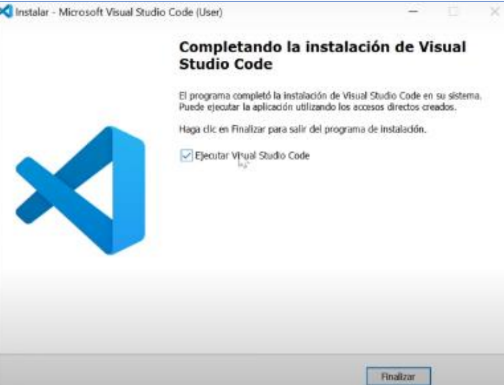 Instalar - Microsoft Visual Studio Code (User)
Completando la instalación de Visual
Studio Code
El programa completó la instalación de Visual Studio Code en su sistema.
Puede ejecutar la aplicación utilizando los accesos directos creados.
Haga clic en Finalizar para salir del programa de instalación.
Ejecutar Visual Studio Code
Finalizar